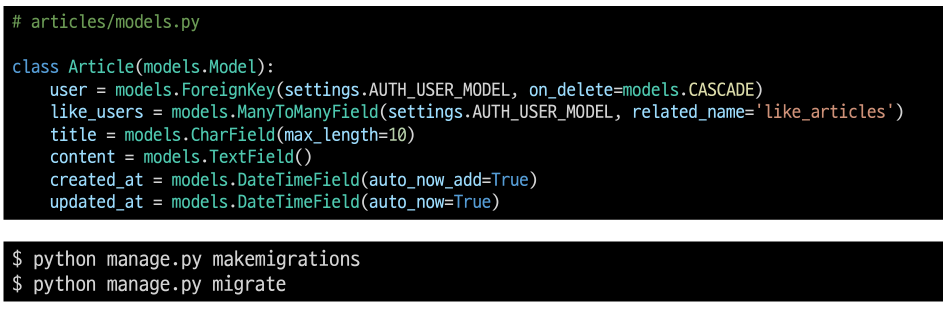 # articles/models.py
class Article(models.Model):
user = models.ForeignKey(settings.AUTH_USER_MODEL, on_delete=models.CASCADE)
like_users = models.ManyToManyField(settings.AUTH_USER_MODEL, related_name='like_articles')
title = models.CharField(max_length=10)
content = models.TextField()
created_at = models.DateTimeField(auto_now_add=True)
updated_at = models.DateTimeField(auto_now=True)
$ python manage.py makemigrations
$ python manage.py migrate